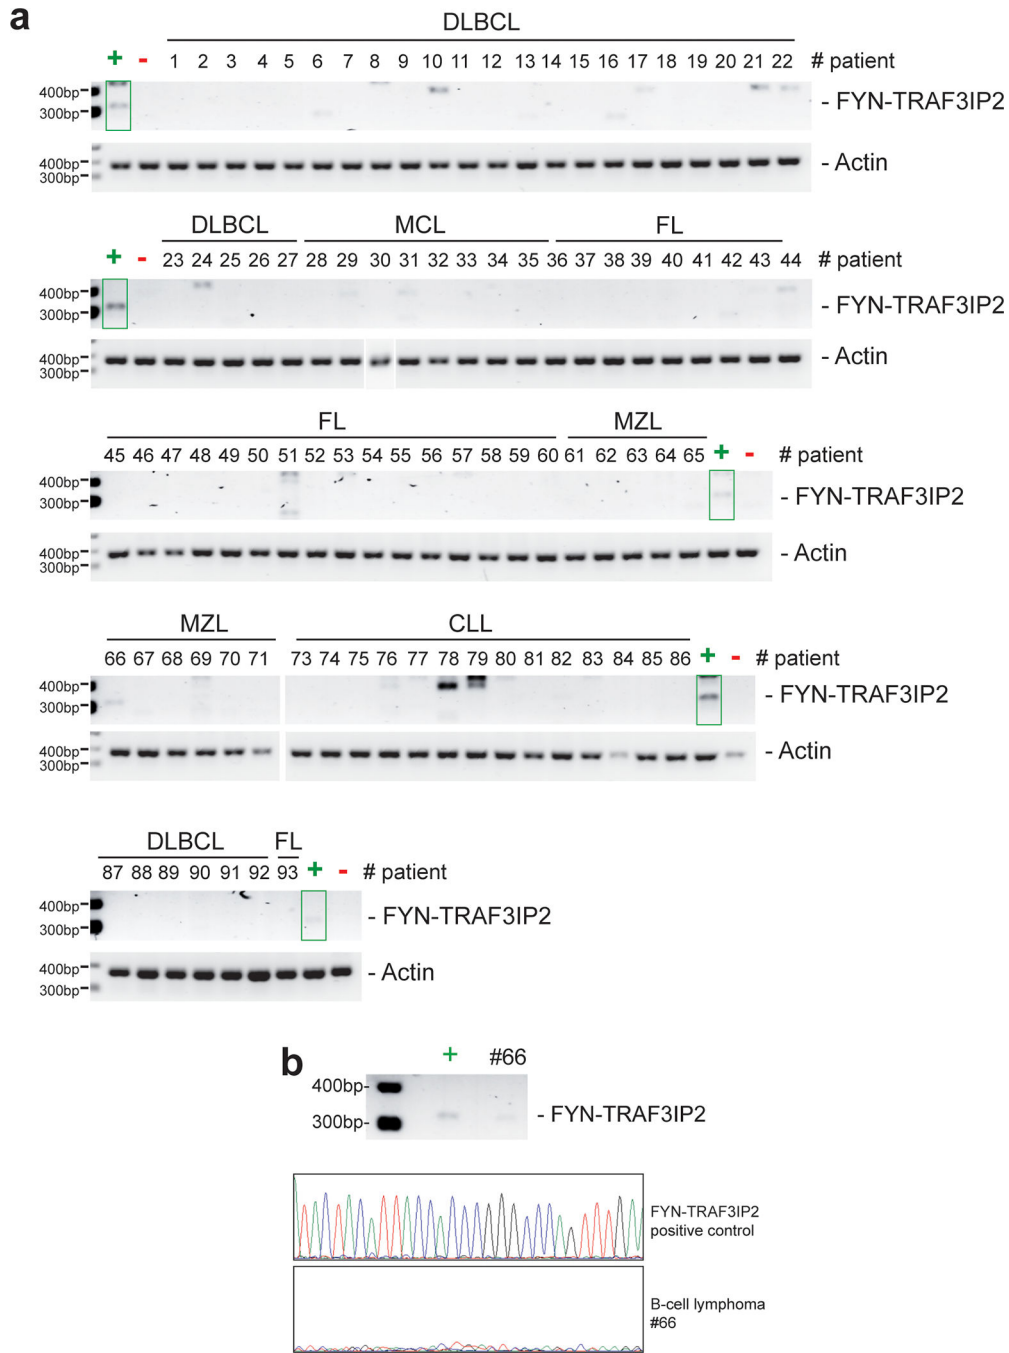 a
DLBCL
+ - 1 2 3 4 5 6 7 8 9 10 11 12 13 14 15 16 17 18 19 20 21 22 # patient
400bp
300bp
- FYN-TRAF3IP2
400bp
300bp
- Actin
DLBCL MCL FL
+ - 23 24 25 26 27 28 29 30 31 32 33 34 35 36 37 38 39 40 41 42 43 44 # patient
400bp
300bp
- FYN-TRAF3IP2
400bp
300bp
- Actin
FL MZL
45 46 47 48 49 50 51 52 53 54 55 56 57 58 59 60 61 62 63 64 65 + - # patient
400bp
300bp
- FYN-TRAF3IP2
400bp
300bp
- Actin
MZL CLL
66 67 68 69 70 71 73 74 75 76 77 78 79 80 81 82 83 84 85 86 + - # patient
400bp
300bp
- FYN-TRAF3IP2
400bp
300bp
- Actin
DLBCL FL
87 88 89 90 91 92 93 + - # patient
400bp
300bp
- FYN-TRAF3IP2
400bp
300bp
- Actin
b
+ #66
400bp-
300bp-
- FYN-TRAF3IP2
FYN-TRAF3IP2
positive control
B-cell lymphoma
#66